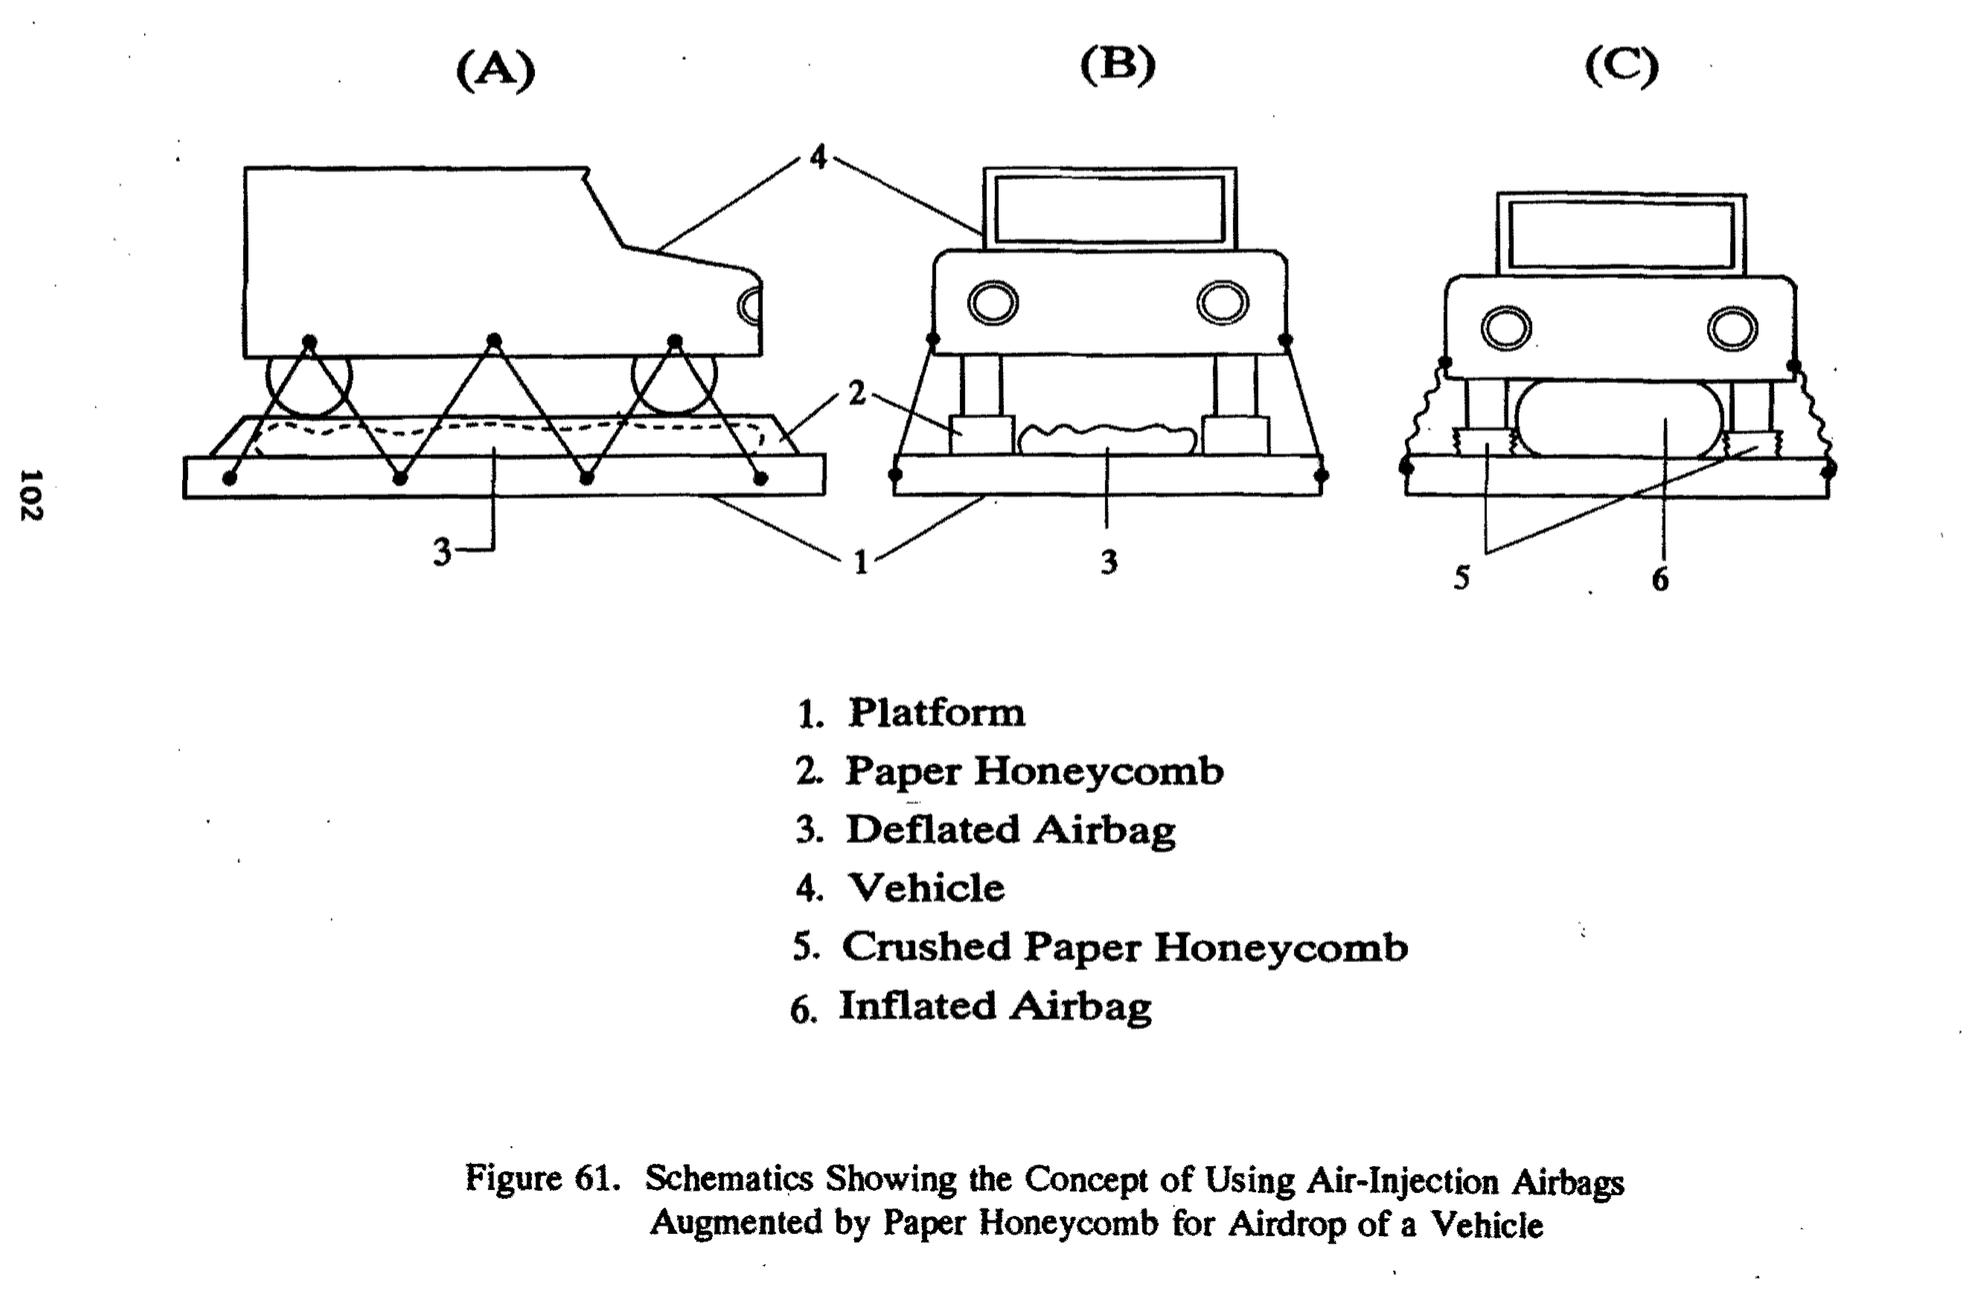 (A)
(B)
(C)
4
2
3
1
3
5
6
102
1. Platform
2. Paper Honeycomb
3. Deflated Airbag
4. Vehicle
5. Crushed Paper Honeycomb
6. Inflated Airbag
Figure 61. Schematics Showing the Concept of Using Air-Injection Airbags
Augmented by Paper Honeycomb for Airdrop of a Vehicle